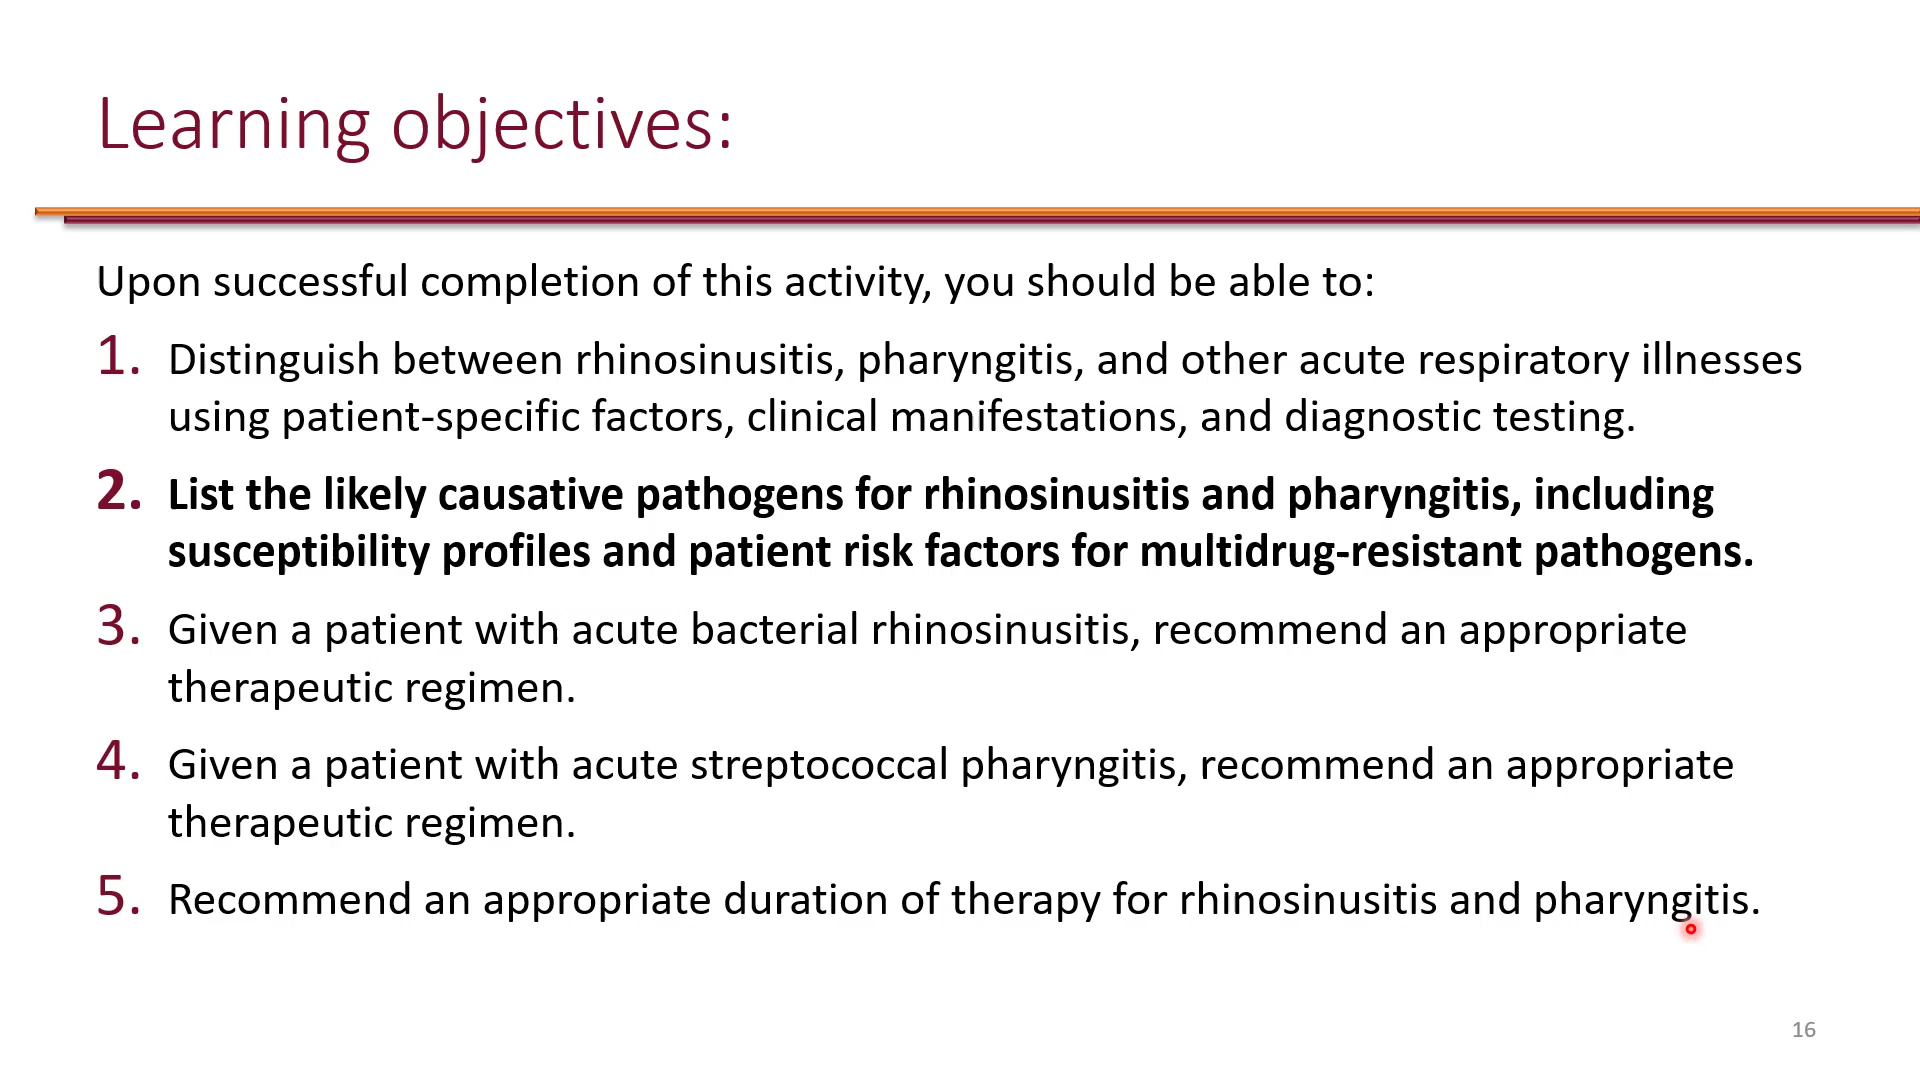 Learning objectives:
Upon successful completion of this activity, you should be able to:
1. Distinguish between rhinosinusitis, pharyngitis, and other acute respiratory illnesses
using patient-specific factors, clinical manifestations, and diagnostic testing.
2. List the likely causative pathogens for rhinosinusitis and pharyngitis, including
susceptibility profiles and patient risk factors for multidrug-resistant pathogens.
3. Given a patient with acute bacterial rhinosinusitis, recommend an appropriate
therapeutic regimen.
4. Given a patient with acute streptococcal pharyngitis, recommend an appropriate
therapeutic regimen.
5. Recommend an appropriate duration of therapy for rhinosinusitis and pharyngitis.
16